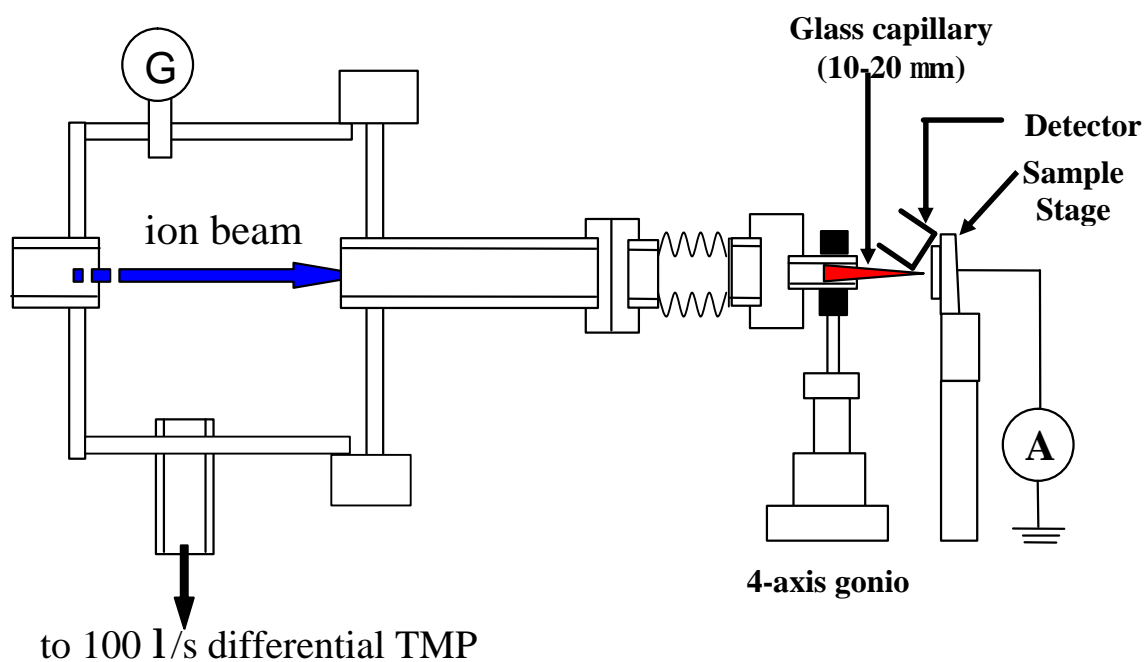 Glass capillary
(10-20 mm)
G
Detector
Sample
Stage
ion beam
A
4-axis gonio
to 100 l/s differential TMP